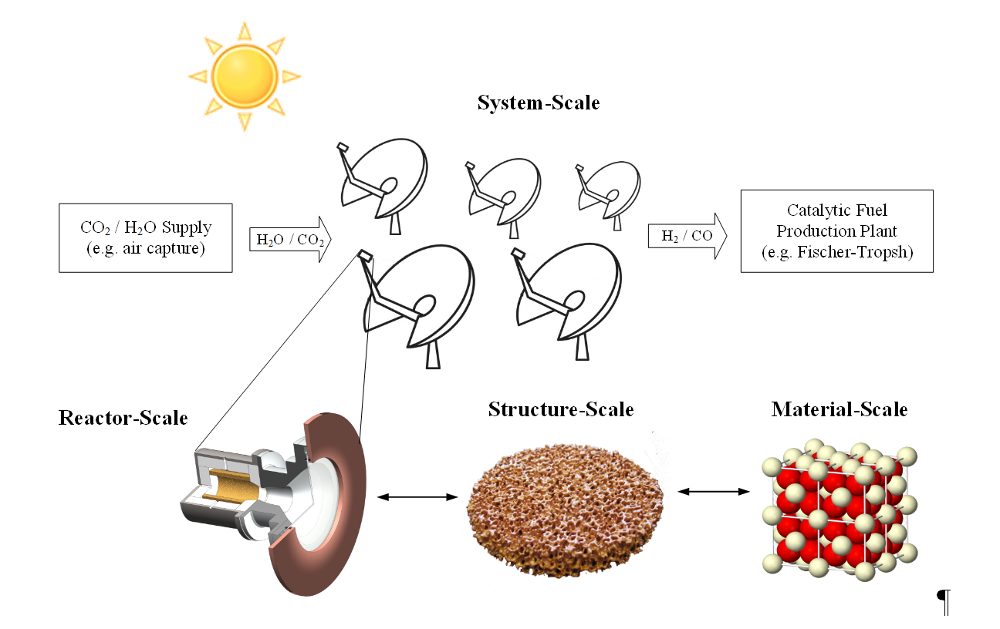 System-Scale
CO₂ / H₂O Supply
(e.g. air capture)
H₂O / CO₂
H₂ / CO
Catalytic Fuel
Production Plant
(e.g. Fischer-Tropsh)
Reactor-Scale
Structure-Scale
Material-Scale
¶